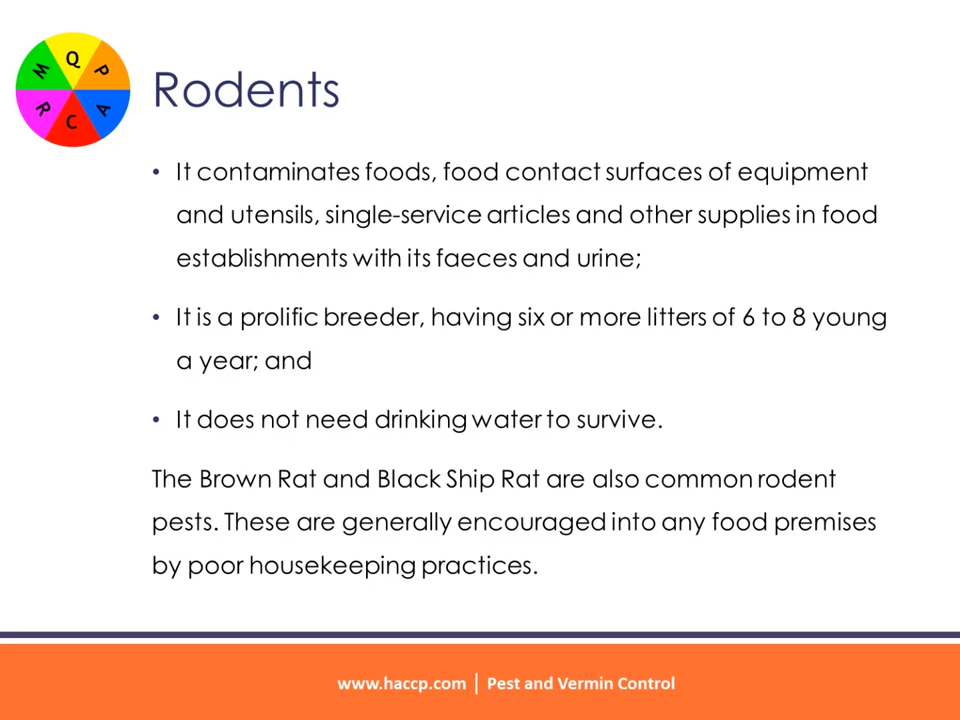 Q
M
P
R
A
C
Rodents
• It contaminates foods, food contact surfaces of equipment
and utensils, single-service articles and other supplies in food
establishments with its faeces and urine;
• It is a prolific breeder, having six or more litters of 6 to 8 young
a year; and
• It does not need drinking water to survive.
The Brown Rat and Black Ship Rat are also common rodent
pests. These are generally encouraged into any food premises
by poor housekeeping practices.
www.haccp.com | Pest and Vermin Control